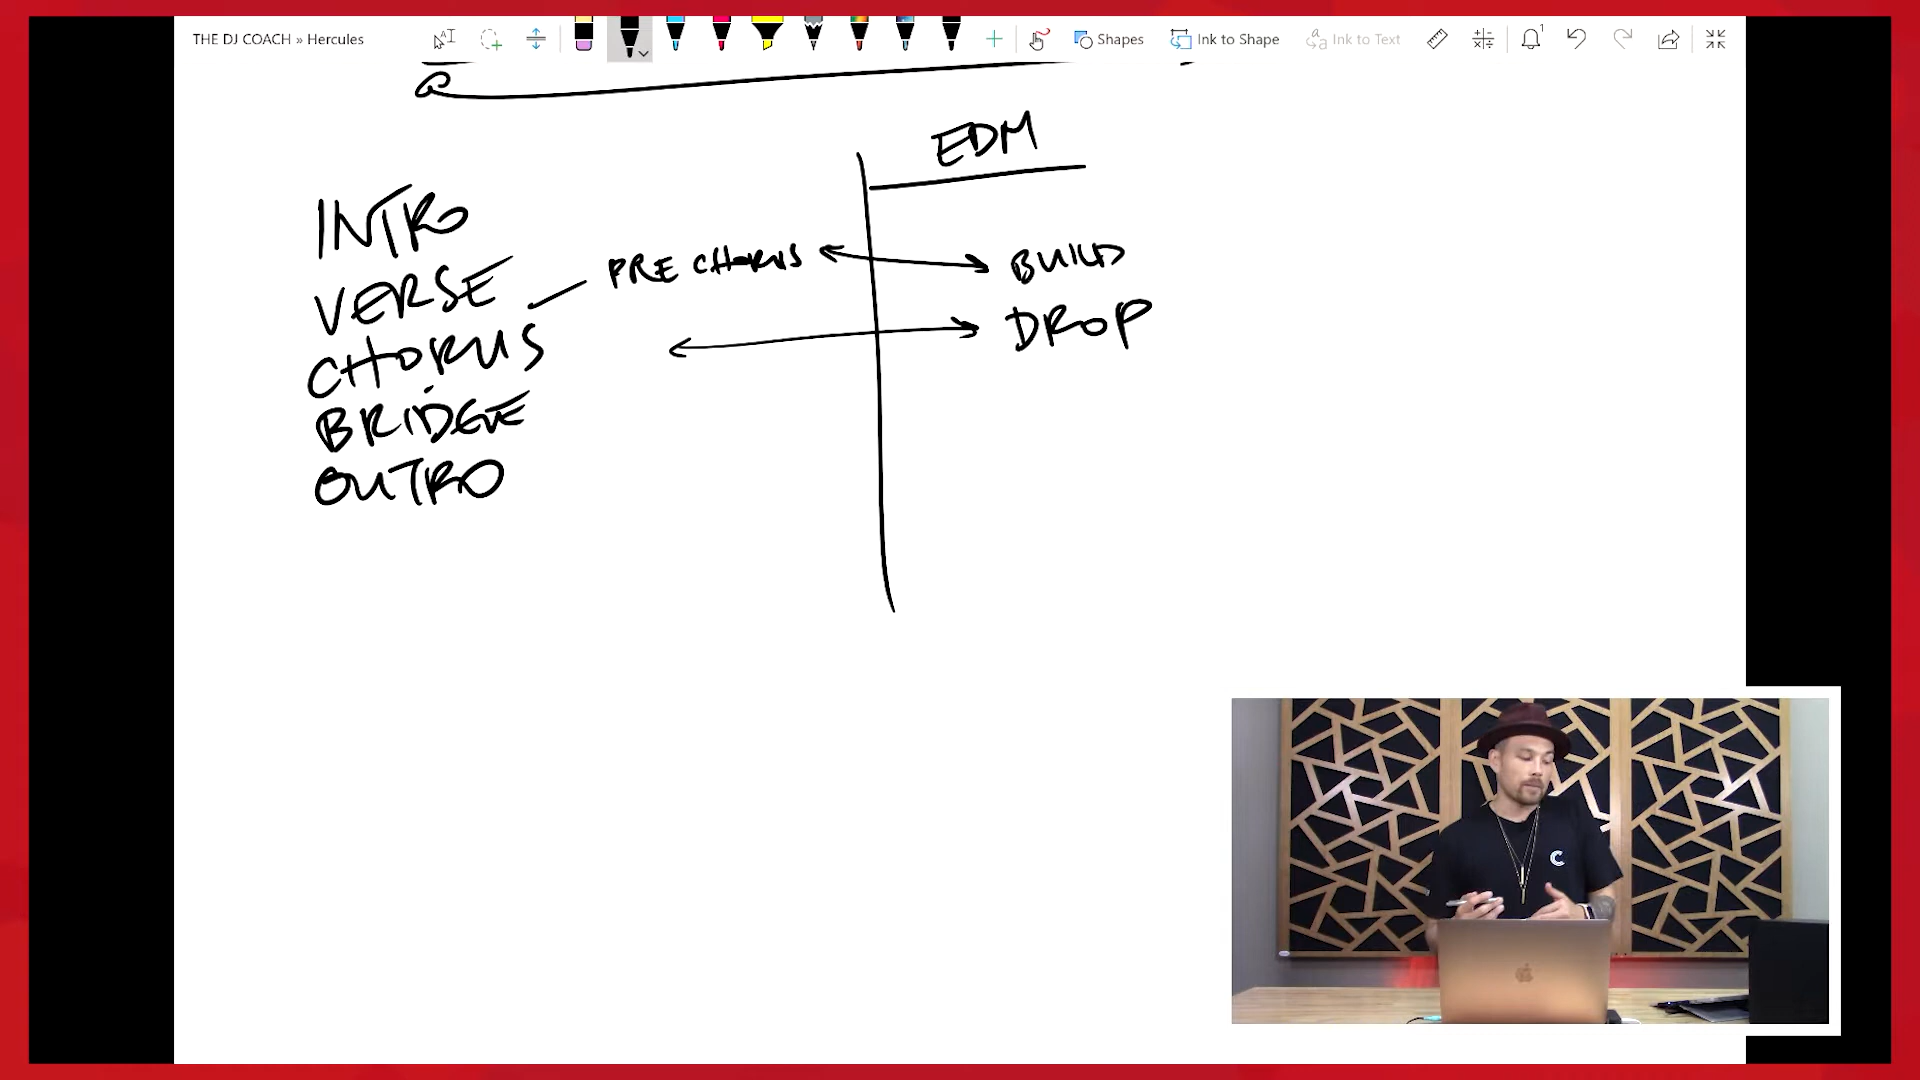 THE DJ COACH » Hercules
Shapes
Ink to Shape
Ink to Text
1
EDM
INTRO
VERSE
PRE CHORUS
BUILD
CHORUS
DROP
BRIDGE
OUTRO
C